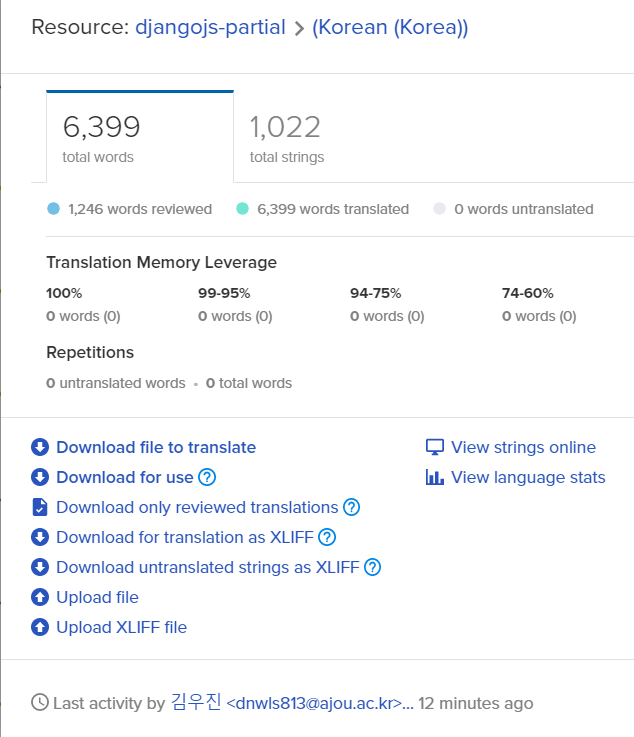 Resource: djangojs-partial > (Korean (Korea))
6,399 1,022
total words total strings
1,246 words reviewed 6,399 words translated 0 words untranslated
Translation Memory Leverage
100% 99-95% 94-75% 74-60%
0 words (0) 0 words (0) 0 words (0) 0 words (0)
Repetitions
0 untranslated words • 0 total words
Download file to translate View strings online
Download for use ? View language stats
Download only reviewed translations ?
Download for translation as XLIFF ?
Download untranslated strings as XLIFF ?
Upload file
Upload XLIFF file
Last activity by 김우진 <dnwls813@ajou.ac.kr>... 12 minutes ago